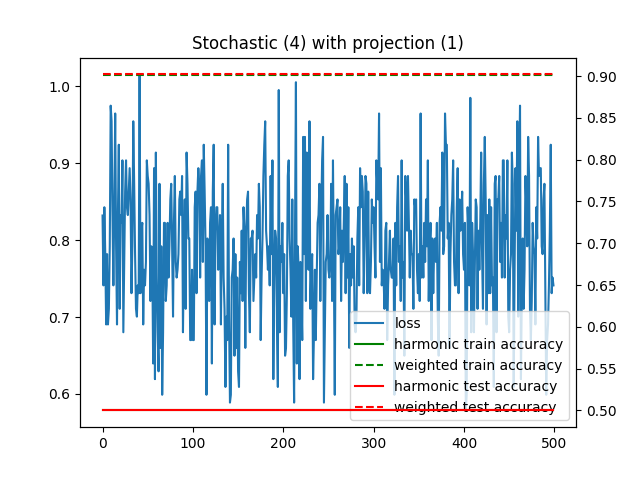 Stochastic (4) with projection (1)
1.0
0.9
0.8
0.7
0.6
0.90
0.85
0.80
0.75
0.70
0.65
0.60
0.55
0.50
loss
harmonic train accuracy
weighted train accuracy
harmonic test accuracy
weighted test accuracy
0 100 200 300 400 500